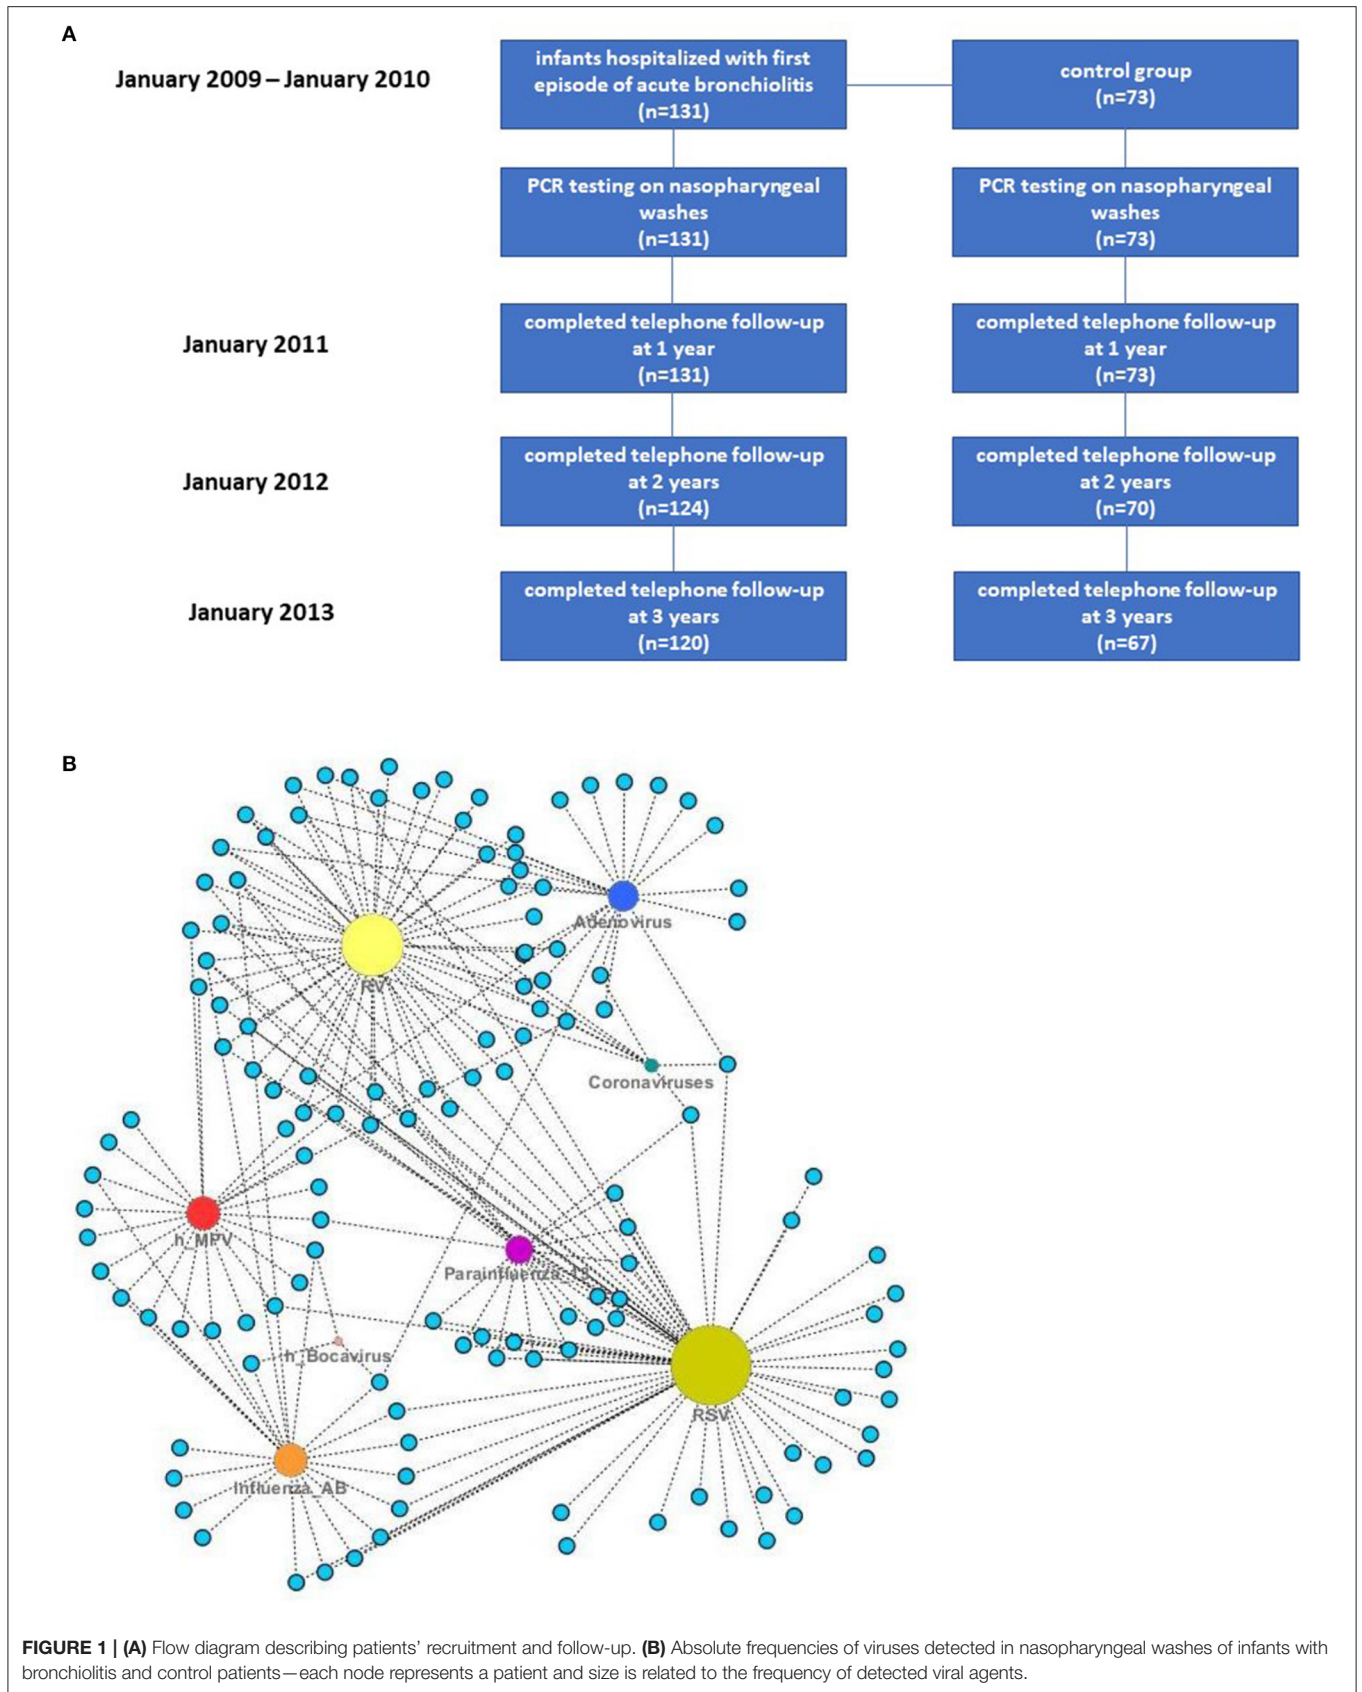 A
January 2009 – January 2010
infants hospitalized with first
episode of acute bronchiolitis
(n=131)
control group
(n=73)
PCR testing on nasopharyngeal
washes
(n=131)
PCR testing on nasopharyngeal
washes
(n=73)
January 2011
completed telephone follow-up
at 1 year
(n=131)
completed telephone follow-up
at 1 year
(n=73)
January 2012
completed telephone follow-up
at 2 years
(n=124)
completed telephone follow-up
at 2 years
(n=70)
January 2013
completed telephone follow-up
at 3 years
(n=120)
completed telephone follow-up
at 3 years
(n=67)
B
Adenovirus
RV
Coronaviruses
h_MPV
h_Bocavirus
RSV
Influenza_AB
FIGURE 1 | (A) Flow diagram describing patients’ recruitment and follow-up. (B) Absolute frequencies of viruses detected in nasopharyngeal washes of infants with
bronchiolitis and control patients—each node represents a patient and size is related to the frequency of detected viral agents.